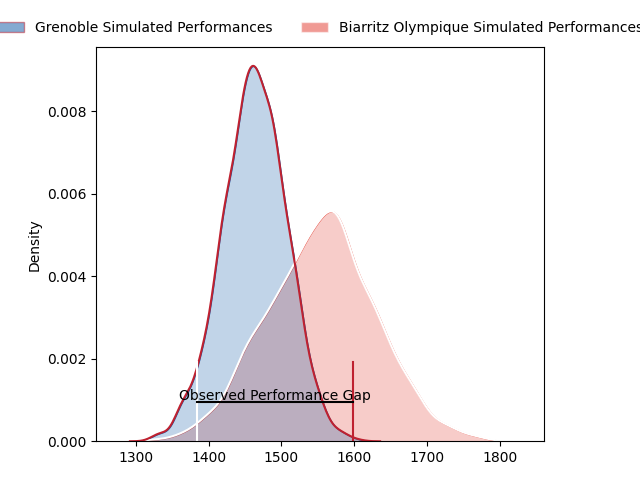 Grenoble Simulated Performances
Biarritz Olympique Simulated Performances
Density
0.008
0.006
0.004
0.002
0.000
Observed Performance Gap
1300 1400 1500 1600 1700 1800